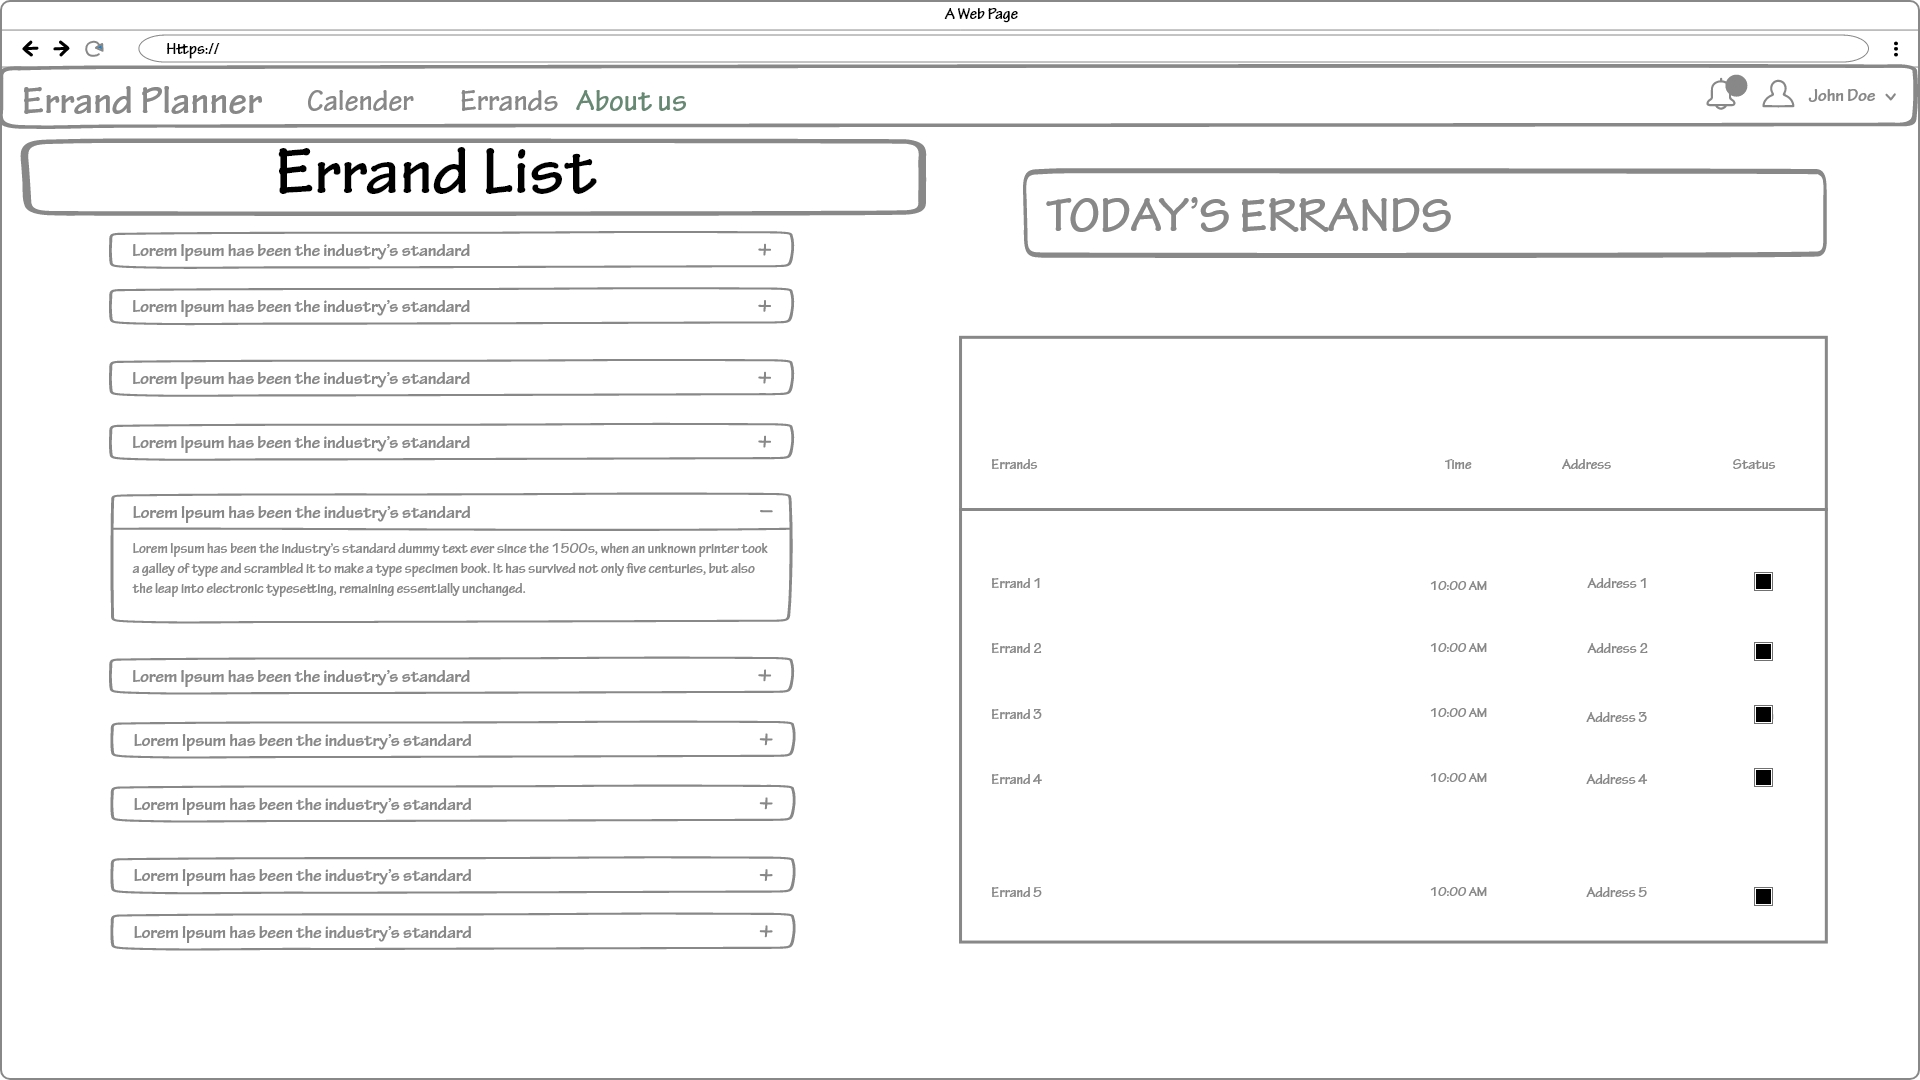 A Web Page
Https://
Errand Planner Calender Errands About us John Doe
Errand List
Lorem Ipsum has been the industry's standard
Lorem Ipsum has been the industry's standard
Lorem Ipsum has been the industry's standard
Lorem Ipsum has been the industry's standard
Lorem Ipsum has been the industry's standard
Lorem Ipsum has been the industry's standard dummy text ever since the 1500s, when an unknown printer took
a galley of type and scrambled it to make a type specimen book. It has survived not only five centuries, but also
the leap into electronic typesetting, remaining essentially unchanged.
Lorem Ipsum has been the industry's standard
Lorem Ipsum has been the industry's standard
Lorem Ipsum has been the industry's standard
Lorem Ipsum has been the industry's standard
Lorem Ipsum has been the industry's standard
TODAY'S ERRANDS
Errands Time Address Status
Errand 1 10:00 AM Address 1
Errand 2 10:00 AM Address 2
Errand 3 10:00 AM Address 3
Errand 4 10:00 AM Address 4
Errand 5 10:00 AM Address 5